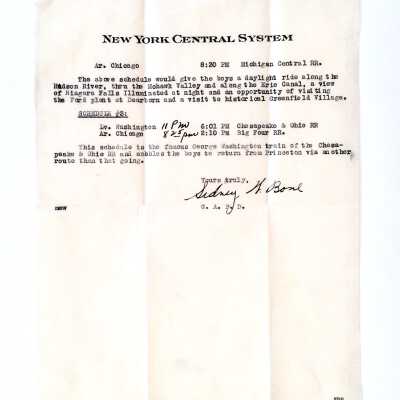 NEW YORK CENTRAL SYSTEM
Ar. Chicago 8:20 PM Michigan Central RR.
The above schedule would give the boys a daylight ride along the
Hudson River, thru the Mohawk Valley and along the Epic Canal, a view
of Niagara Falls Illuminated at night and an opportunity of visiting
the Ford plant at Dearborn and a visit to historical Greenfield Village.
SCHEDULE #3:
Lv. Washington 11 PM 6:01 PM Chesapeake & Ohio RR
Ar. Chicago 8 25 pm 2:10 PM Big Four RR.
This schedule is the famous George Washington train of the Chesa-
peake & Ohio RR and enables the boys to return from Princeton via another
route than that going.
Yours truly,
Sidney W. Bone
G. A. P. D.